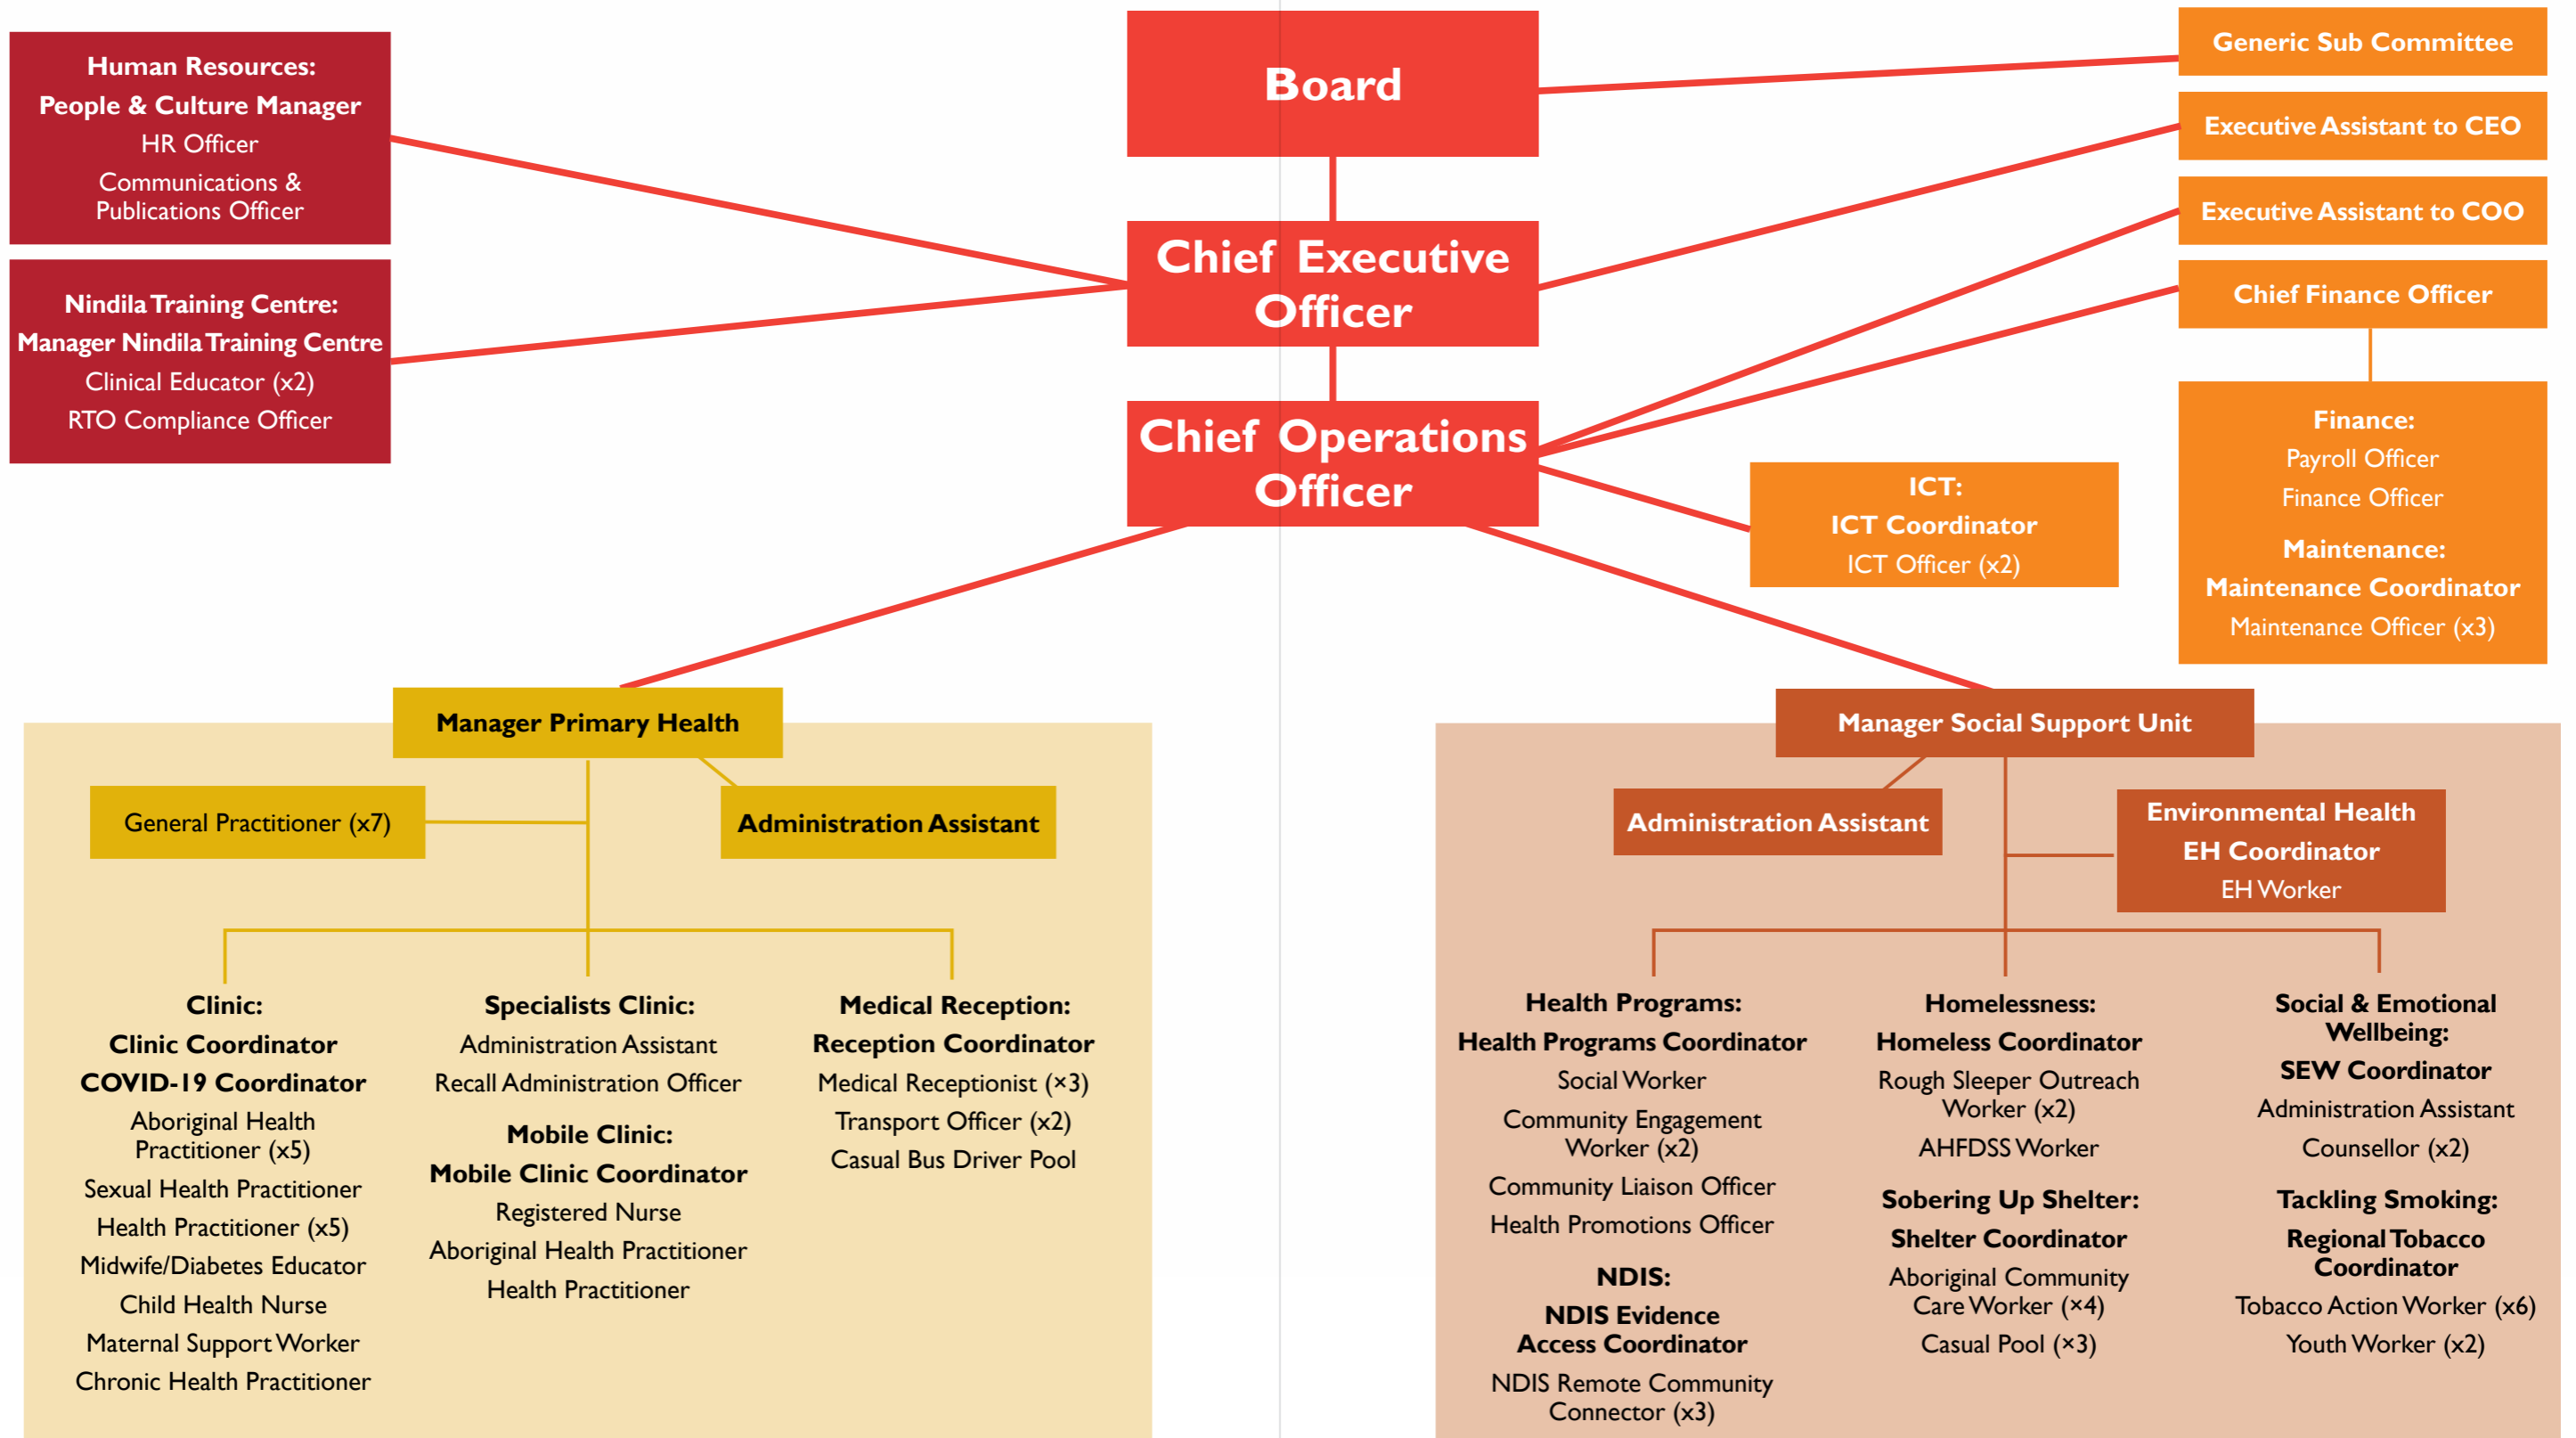 Human Resources:
People & Culture Manager
HR Officer
Communications &
Publications Officer
Nindila Training Centre:
Manager Nindila Training Centre
Clinical Educator (x2)
RTO Compliance Officer
Board
Chief Executive
Officer
Chief Operations
Officer
Generic Sub Committee
Executive Assistant to CEO
Executive Assistant to COO
Chief Finance Officer
Finance:
Payroll Officer
Finance Officer
Maintenance:
Maintenance Coordinator
Maintenance Officer (x3)
ICT:
ICT Coordinator
ICT Officer (x2)
Manager Primary Health
General Practitioner (x7)
Administration Assistant
Clinic:
Clinic Coordinator
COVID-19 Coordinator
Aboriginal Health
Practitioner (x5)
Sexual Health Practitioner
Health Practitioner (x5)
Midwife/Diabetes Educator
Child Health Nurse
Maternal Support Worker
Chronic Health Practitioner
Specialists Clinic:
Administration Assistant
Recall Administration Officer
Mobile Clinic:
Mobile Clinic Coordinator
Registered Nurse
Aboriginal Health Practitioner
Health Practitioner
Medical Reception:
Reception Coordinator
Medical Receptionist (×3)
Transport Officer (x2)
Casual Bus Driver Pool
Manager Social Support Unit
Administration Assistant
Environmental Health
EH Coordinator
EH Worker
Health Programs:
Health Programs Coordinator
Social Worker
Community Engagement
Worker (x2)
Community Liaison Officer
Health Promotions Officer
NDIS:
NDIS Evidence
Access Coordinator
NDIS Remote Community
Connector (x3)
Homelessness:
Homeless Coordinator
Rough Sleeper Outreach
Worker (x2)
AHFDSS Worker
Sobering Up Shelter:
Shelter Coordinator
Aboriginal Community
Care Worker (×4)
Casual Pool (×3)
Social & Emotional
Wellbeing:
SEW Coordinator
Administration Assistant
Counsellor (x2)
Tackling Smoking:
Regional Tobacco
Coordinator
Tobacco Action Worker (x6)
Youth Worker (x2)